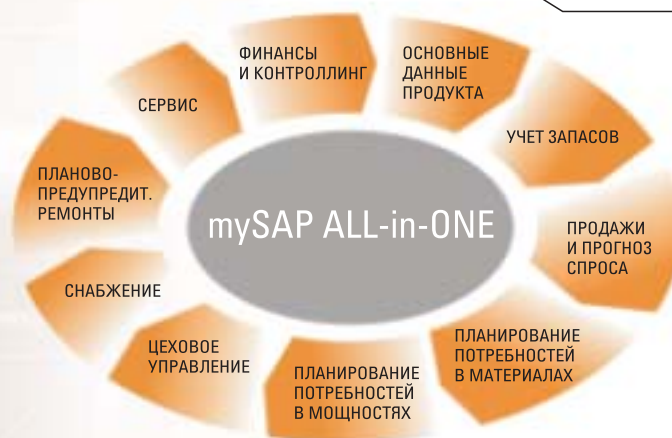 ФИНАНСЫ
И КОНТРОЛЛИНГ
ОСНОВНЫЕ
ДАННЫЕ
ПРОДУКТА
УЧЕТ ЗАПАСОВ
ПРОДАЖИ
И ПРОГНОЗ
СПРОСА
ПЛАНИРОВАНИЕ
ПОТРЕБНОСТЕЙ
В МАТЕРИАЛАХ
ПЛАНИРОВАНИЕ
ПОТРЕБНОСТЕЙ
В МОЩНОСТЯХ
ЦЕХОВОЕ
УПРАВЛЕНИЕ
СНАБЖЕНИЕ
ПЛАНОВО-
ПРЕДУПРЕДИТ.
РЕМОНТЫ
СЕРВИС
mySAP ALL-in-ONE